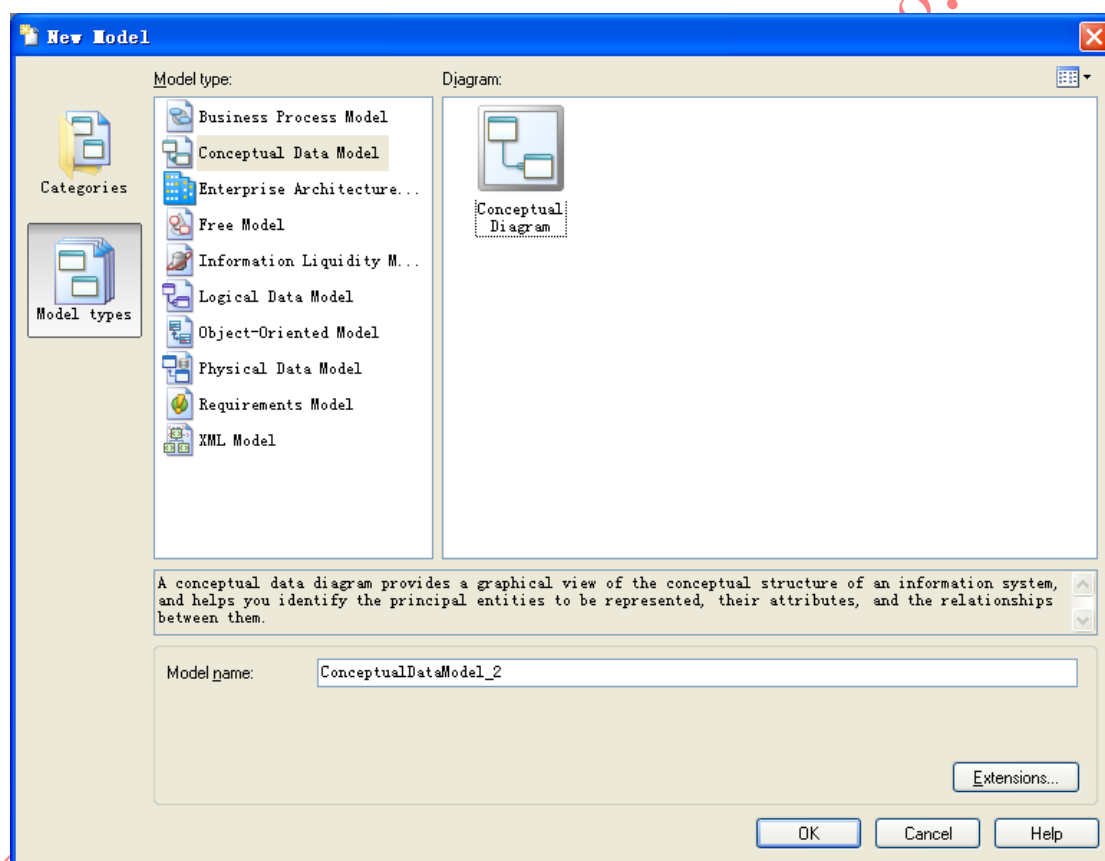 New Model
Model type:
Diagram:
Categories
Model types
Business Process Model
Conceptual Data Model
Enterprise Architecture...
Free Model
Information Liquidity M...
Logical Data Model
Object-Oriented Model
Physical Data Model
Requirements Model
XML Model
Conceptual
Diagram
A conceptual data diagram provides a graphical view of the conceptual structure of an information system,
and helps you identify the principal entities to be represented, their attributes, and the relationships
between them.
Model name:
ConceptualDataModel_2
Extensions...
OK
Cancel
Help